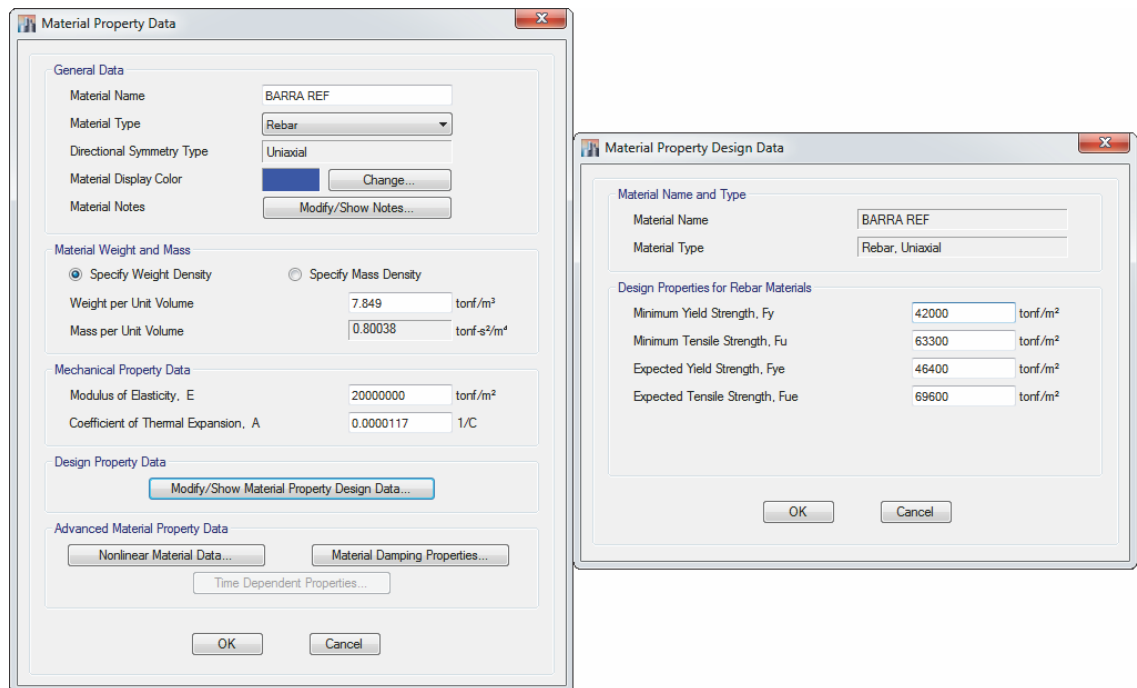 Material Property Data
General Data
Material Name BARRA REF
Material Type Rebar
Directional Symmetry Type Uniaxial
Material Display Color Change...
Material Notes Modify/Show Notes...
Material Weight and Mass
Specify Weight Density Specify Mass Density
Weight per Unit Volume 7.849 tonf/m³
Mass per Unit Volume 0.80038 tonf-s²/m⁴
Mechanical Property Data
Modulus of Elasticity, E 20000000 tonf/m²
Coefficient of Thermal Expansion, A 0.0000117 1/C
Design Property Data
Modify/Show Material Property Design Data...
Advanced Material Property Data
Nonlinear Material Data... Material Damping Properties...
Time Dependent Properties...
OK Cancel
Material Property Design Data
Material Name and Type
Material Name BARRA REF
Material Type Rebar, Uniaxial
Design Properties for Rebar Materials
Minimum Yield Strength, Fy 42000 tonf/m²
Minimum Tensile Strength, Fu 63300 tonf/m²
Expected Yield Strength, Fye 46400 tonf/m²
Expected Tensile Strength, Fue 69600 tonf/m²
OK Cancel